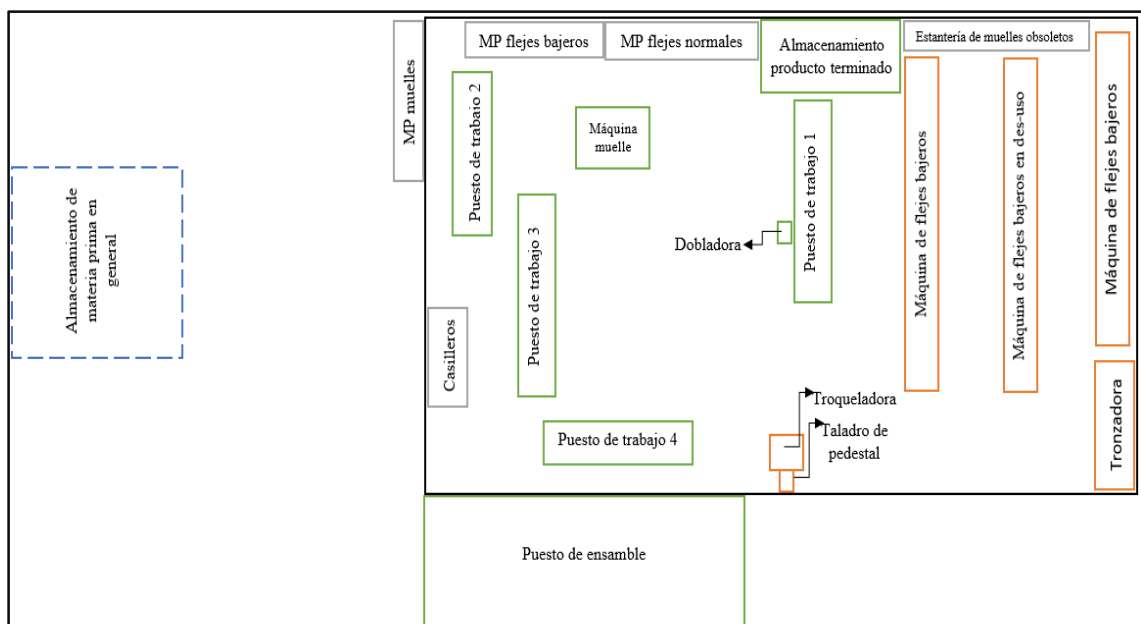 MP flejes bajeros
MP flejes normales
Almacenamiento
producto terminado
Estantería de muelles obsoletos
MP muelles
Puesto de trabaio 2
Máquina
muelle
Puesto de trabajo 1
Máquina de flejes bajeros
Máquina de flejes bajeros en des-uso
Máquina de flejes bajeros
Almacenamiento de
materia prima en
general
Puesto de trabajo 3
Dobladora
Casilleros
Troqueladora
Taladro de
pedestal
Tronzadora
Puesto de trabajo 4
Puesto de ensamble